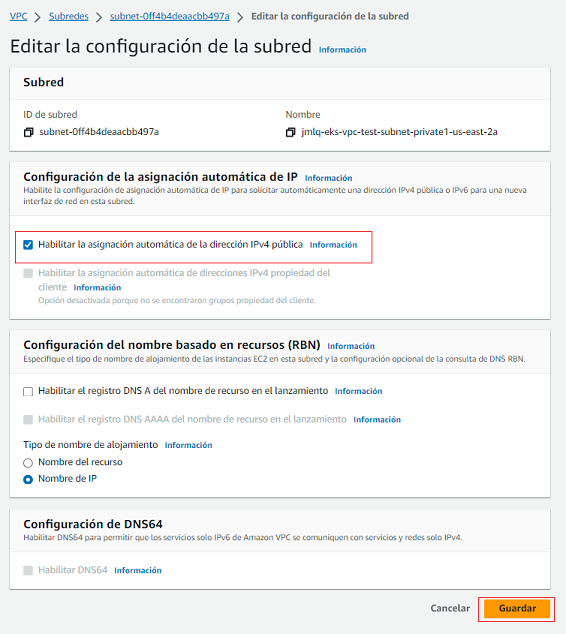 VPC > Subredes > subnet-0ff4b4deaacbb497a > Editar la configuración de la subred
Editar la configuración de la subred Información
Subred
ID de subred Nombre
subnet-0ff4b4deaacbb497a jmlq-eks-vpc-test-subnet-private1-us-east-2a
Configuración de la asignación automática de IP Información
Habilite la configuración de asignación automática de IP para solicitar automáticamente una dirección IPv4 pública o IPv6 para una nueva
interfaz de red en esta subred.
Habilitar la asignación automática de la dirección IPv4 pública Información
Habilitar la asignación automática de direcciones IPv4 propiedad del
cliente Información
Opción desactivada porque no se encontraron grupos propiedad del cliente.
Configuración del nombre basado en recursos (RBN) Información
Especifique el tipo de nombre de alojamiento de las instancias EC2 en esta subred y la configuración opcional de la consulta de DNS RBN.
Habilitar el registro DNS A del nombre de recurso en el lanzamiento Información
Habilitar el registro DNS AAAA del nombre de recurso en el lanzamiento Información
Tipo de nombre de alojamiento Información
Nombre del recurso
Nombre de IP
Configuración de DNS64
Habilitar DNS64 para permitir que los servicios solo IPv6 de Amazon VPC se comuniquen con servicios y redes solo IPv4.
Habilitar DNS64 Información
Cancelar Guardar